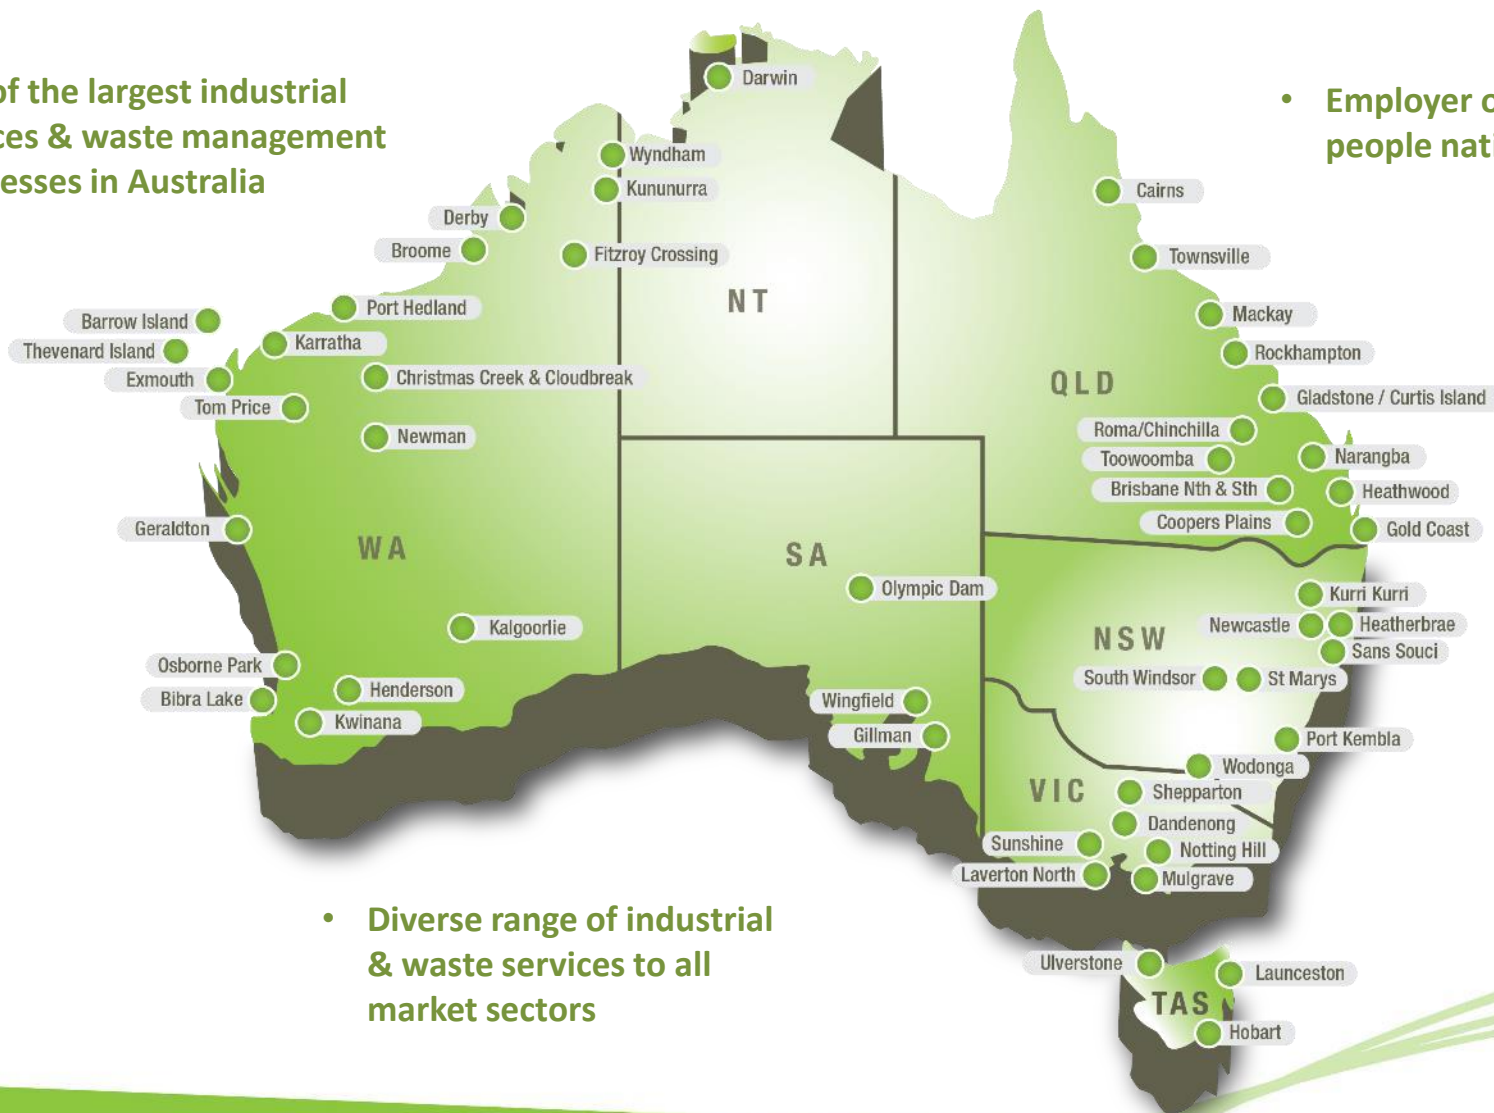 of the largest industrial
& waste management
in Australia
• Employer
people
Darwin
Wyndham
Kununurra
Derby
Broome
Fitzroy Crossing
Port Hedland
Barrow Island
Karratha
Thevenard Island
Exmouth
Christmas Creek & Cloudbreak
Tom Price
Newman
Geraldton
WA
Kalgoorlie
Osborne Park
Henderson
Bibra Lake
Kwinana
NT
SA
Olympic Dam
Wingfield
Gillman
Cairns
Townsville
Mackay
Rockhampton
QLD
Gladstone / Curtis Island
Roma/Chinchilla
Toowoomba
Narangba
Brisbane Nth & Sth
Heathwood
Coopers Plains
Gold Coast
Kurri Kurri
Newcastle
Heatherbrae
NSW
Sans Souci
South Windsor
St Marys
Port Kembla
Wodonga
VIC
Shepparton
Dandenong
Sunshine
Notting Hill
Laverton North
Mulgrave
Ulverstone
Launceston
TAS
Hobart
• Diverse range of industrial
& waste services to all
market sectors